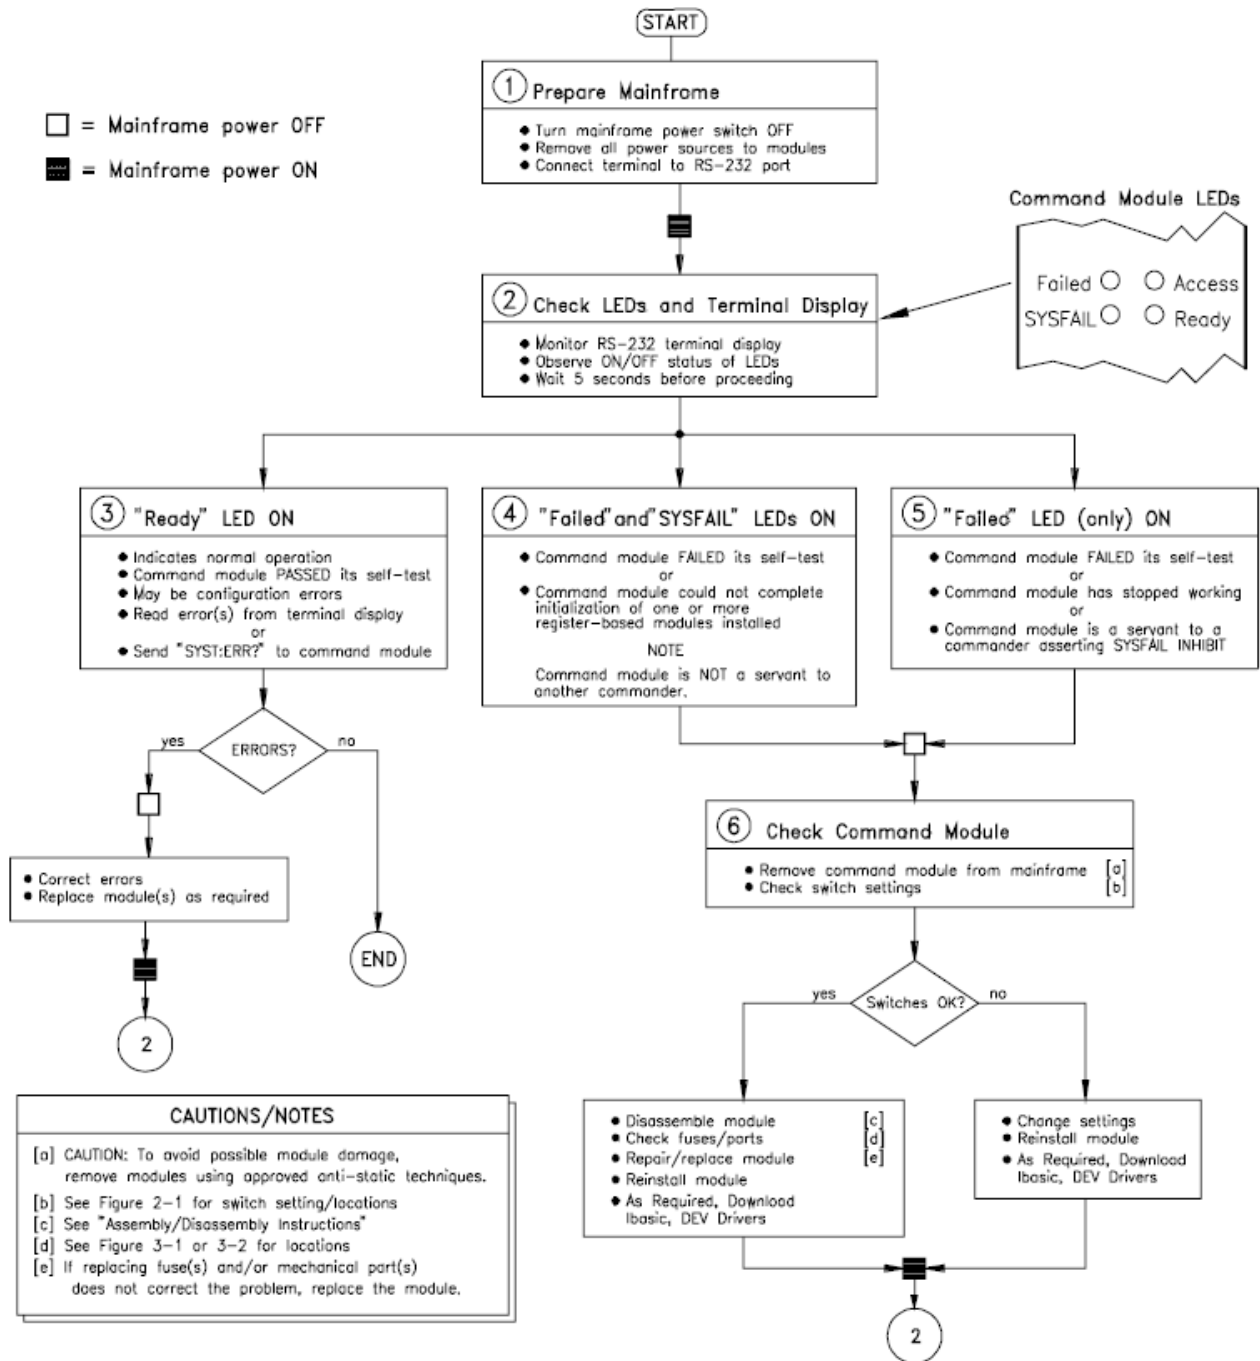 START
1 Prepare Mainframe
● Turn mainframe power switch OFF
● Remove all power sources to modules
● Connect terminal to RS-232 port
= Mainframe power OFF
= Mainframe power ON
Command Module LEDs
Failed Access
SYSFAIL Ready
2 Check LEDs and Terminal Display
● Monitor RS-232 terminal display
● Observe ON/OFF status of LEDs
● Wait 5 seconds before proceeding
3 "Ready" LED ON
● Indicates normal operation
● Command module PASSED its self-test
● May be configuration errors
● Read error(s) from terminal display
or
● Send "SYST:ERR?" to command module
4 "Failed" and "SYSFAIL" LEDs ON
● Command module FAILED its self-test
or
● Command module could not complete
initialization of one or more
register-based modules installed
NOTE
Command module is NOT a servant to
another commander.
5 "Failed" LED (only) ON
● Command module FAILED its self-test
or
● Command module has stopped working
or
● Command module is a servant to a
commander asserting SYSFAIL INHIBIT
yes ERRORS? no
● Correct errors
● Replace module(s) as required
END
2
6 Check Command Module
● Remove command module from mainframe [a]
● Check switch settings [b]
yes Switches OK? no
● Disassemble module [c]
● Check fuses/parts [d]
● Repair/replace module [e]
● Reinstall module
● As Required, Download
Ibasic, DEV Drivers
● Change settings
● Reinstall module
● As Required, Download
Ibasic, DEV Drivers
2
CAUTIONS/NOTES
[a] CAUTION: To avoid possible module damage,
remove modules using approved anti-static techniques.
[b] See Figure 2-1 for switch setting/locations
[c] See "Assembly/Disassembly Instructions"
[d] See Figure 3-1 or 3-2 for locations
[e] If replacing fuse(s) and/or mechanical part(s)
does not correct the problem, replace the module.